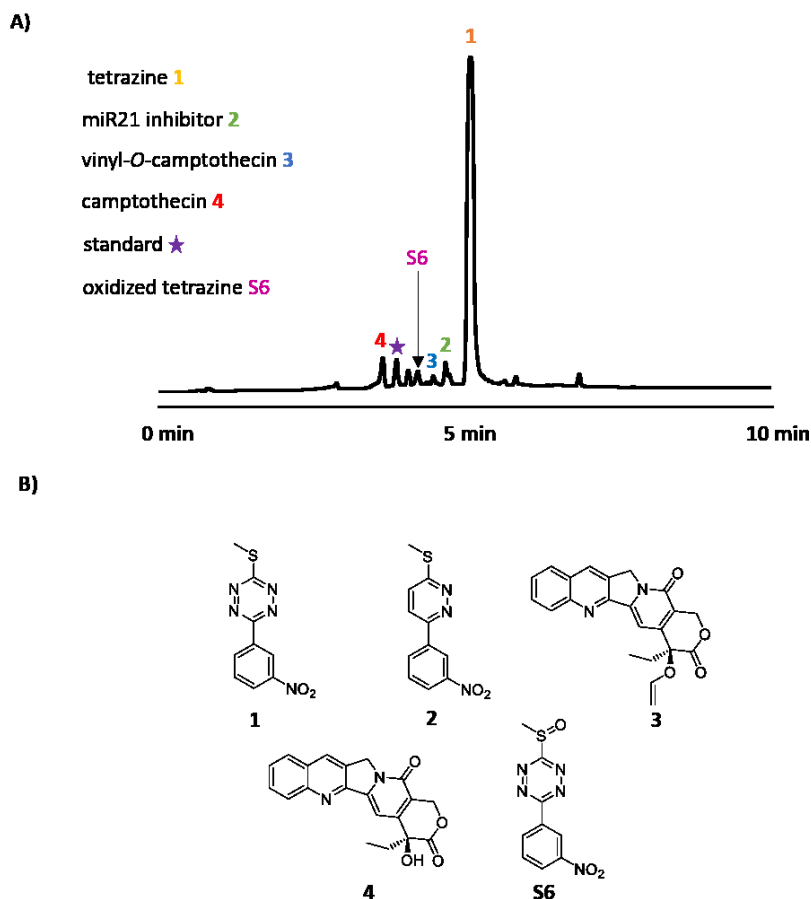 A)
1
tetrazine 1
miR21 inhibitor 2
vinyl-O-camptothecin 3
camptothecin 4
standard ★
oxidized tetrazine S6
S6
4 ★ 3 2
0 min 5 min 10 min
B)
S
N N
N N
NO2
1
S
N
N
NO2
2
O
N
N
O
O
O
3
O
N
N
O
O
OH
4
S O
N N
N N
NO2
S6